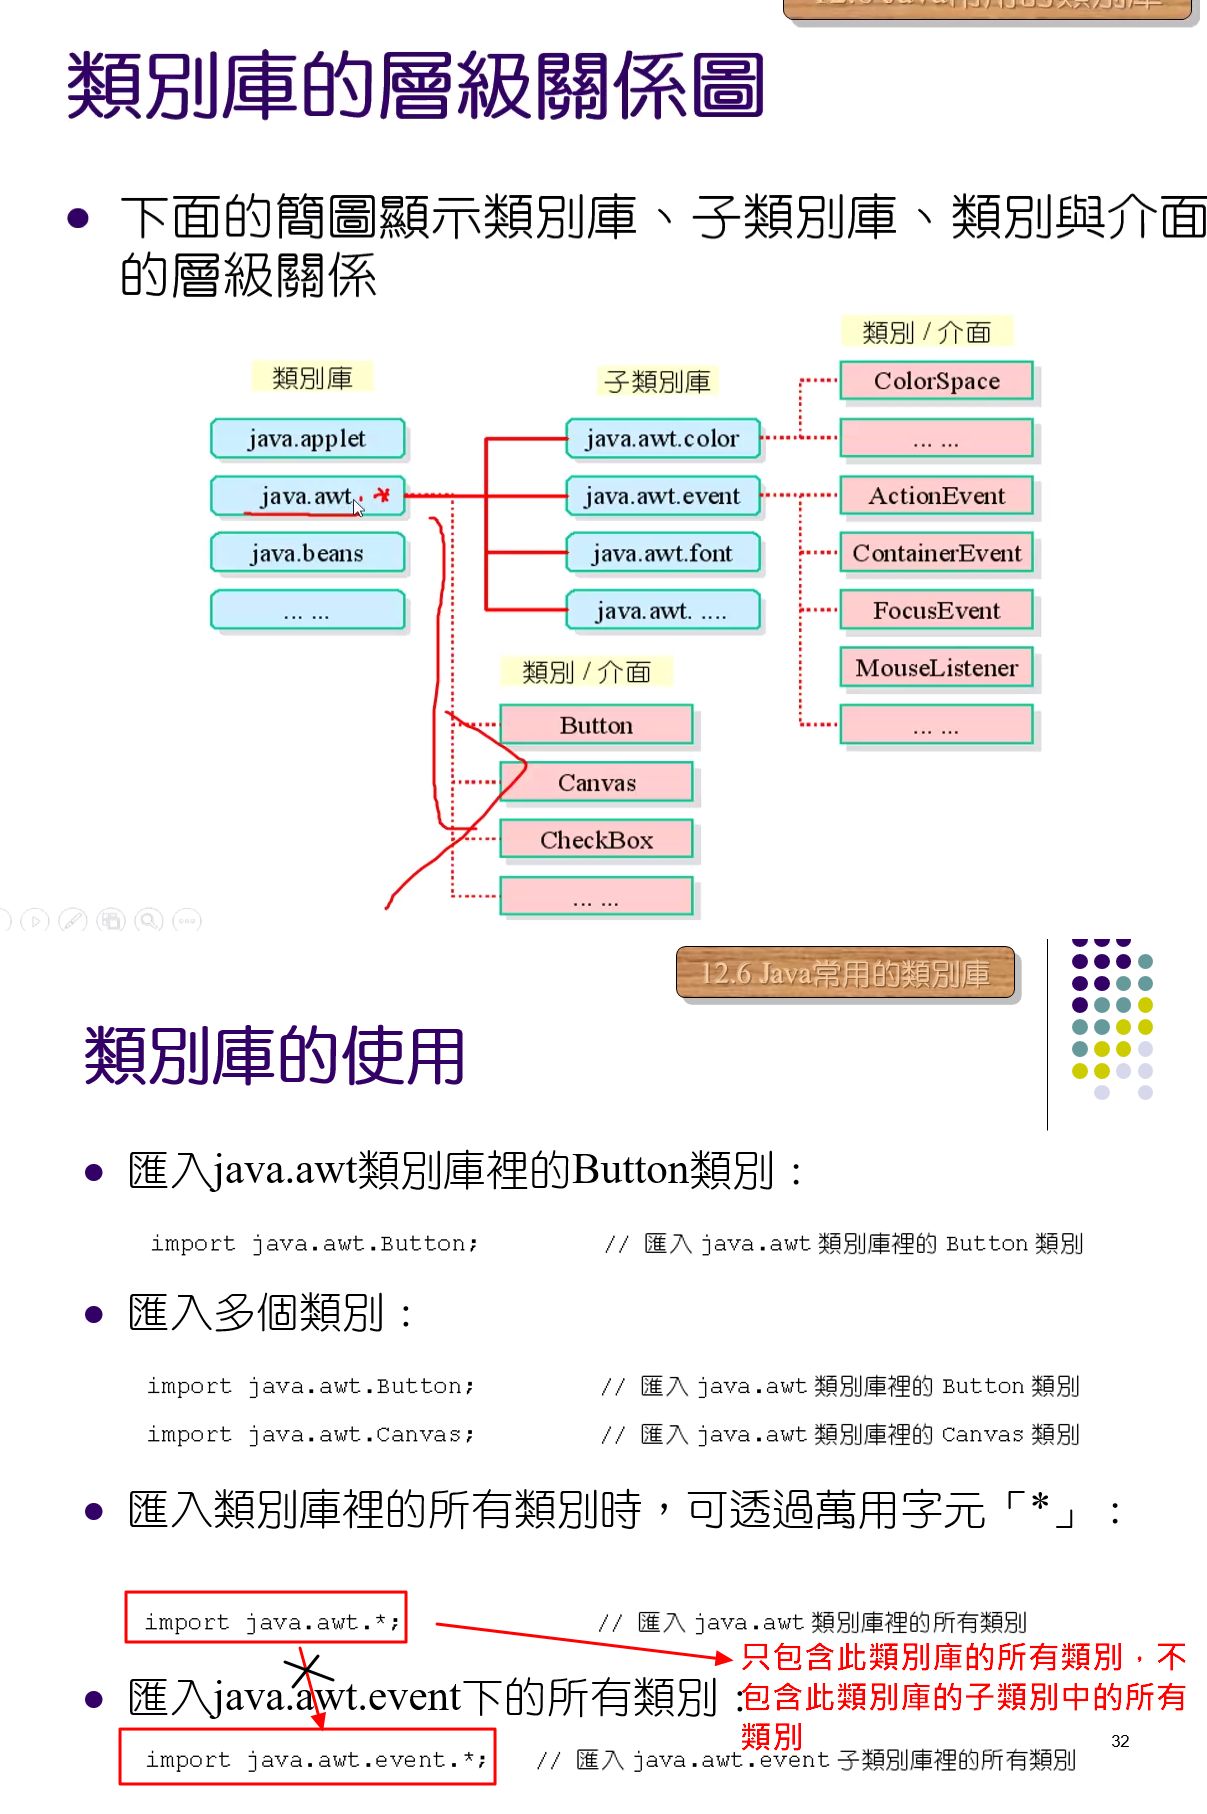 12.6 Java常用的類別庫
類別庫的層級關係圖
下面的簡圖顯示類別庫、子類別庫、類別與介面
的層級關係
類別庫
java.applet
java.awt.*
java.beans
... ...
子類別庫
java.awt.color
java.awt.event
java.awt.font
java.awt. ....
類別 / 介面
ColorSpace
... ...
ActionEvent
ContainerEvent
FocusEvent
MouseListener
... ...
類別 / 介面
Button
Canvas
CheckBox
... ...
12.6 Java常用的類別庫
類別庫的使用
匯入java.awt類別庫裡的Button類別：
import java.awt.Button; // 匯入 java.awt 類別庫裡的 Button 類別
匯入多個類別：
import java.awt.Button; // 匯入 java.awt 類別庫裡的 Button 類別
import java.awt.Canvas; // 匯入 java.awt 類別庫裡的 Canvas 類別
匯入類別庫裡的所有類別時，可透過萬用字元「*」：
import java.awt.*; // 匯入 java.awt 類別庫裡的所有類別
只包含此類別庫的所有類別，不
包含此類別庫的子類別中的所有
類別
匯入java.awt.event下的所有類別：
import java.awt.event.*; // 匯入 java.awt.event 子類別庫裡的所有類別
32